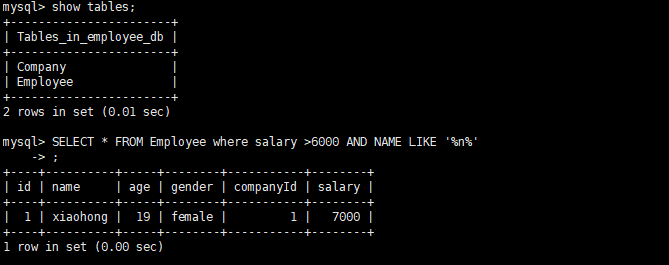 mysql> show tables;
+-----------------------+
| Tables_in_employee_db |
+-----------------------+
| Company               |
| Employee              |
+-----------------------+
2 rows in set (0.01 sec)
mysql> SELECT * FROM Employee where salary >6000 AND NAME LIKE '%n%'
    -> ;
+----+----------+-----+--------+-----------+--------+
| id | name     | age | gender | companyId | salary |
+----+----------+-----+--------+-----------+--------+
|  1 | xiaohong |  19 | female |         1 |   7000 |
+----+----------+-----+--------+-----------+--------+
1 row in set (0.00 sec)